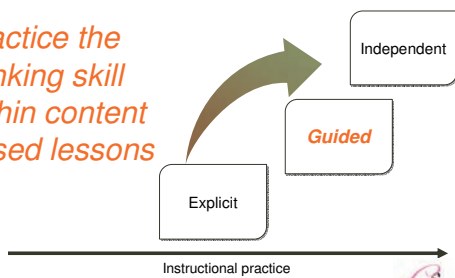 actice the
nking skill
hin content
sed lessons
Independent
Guided
Explicit
Instructional practice